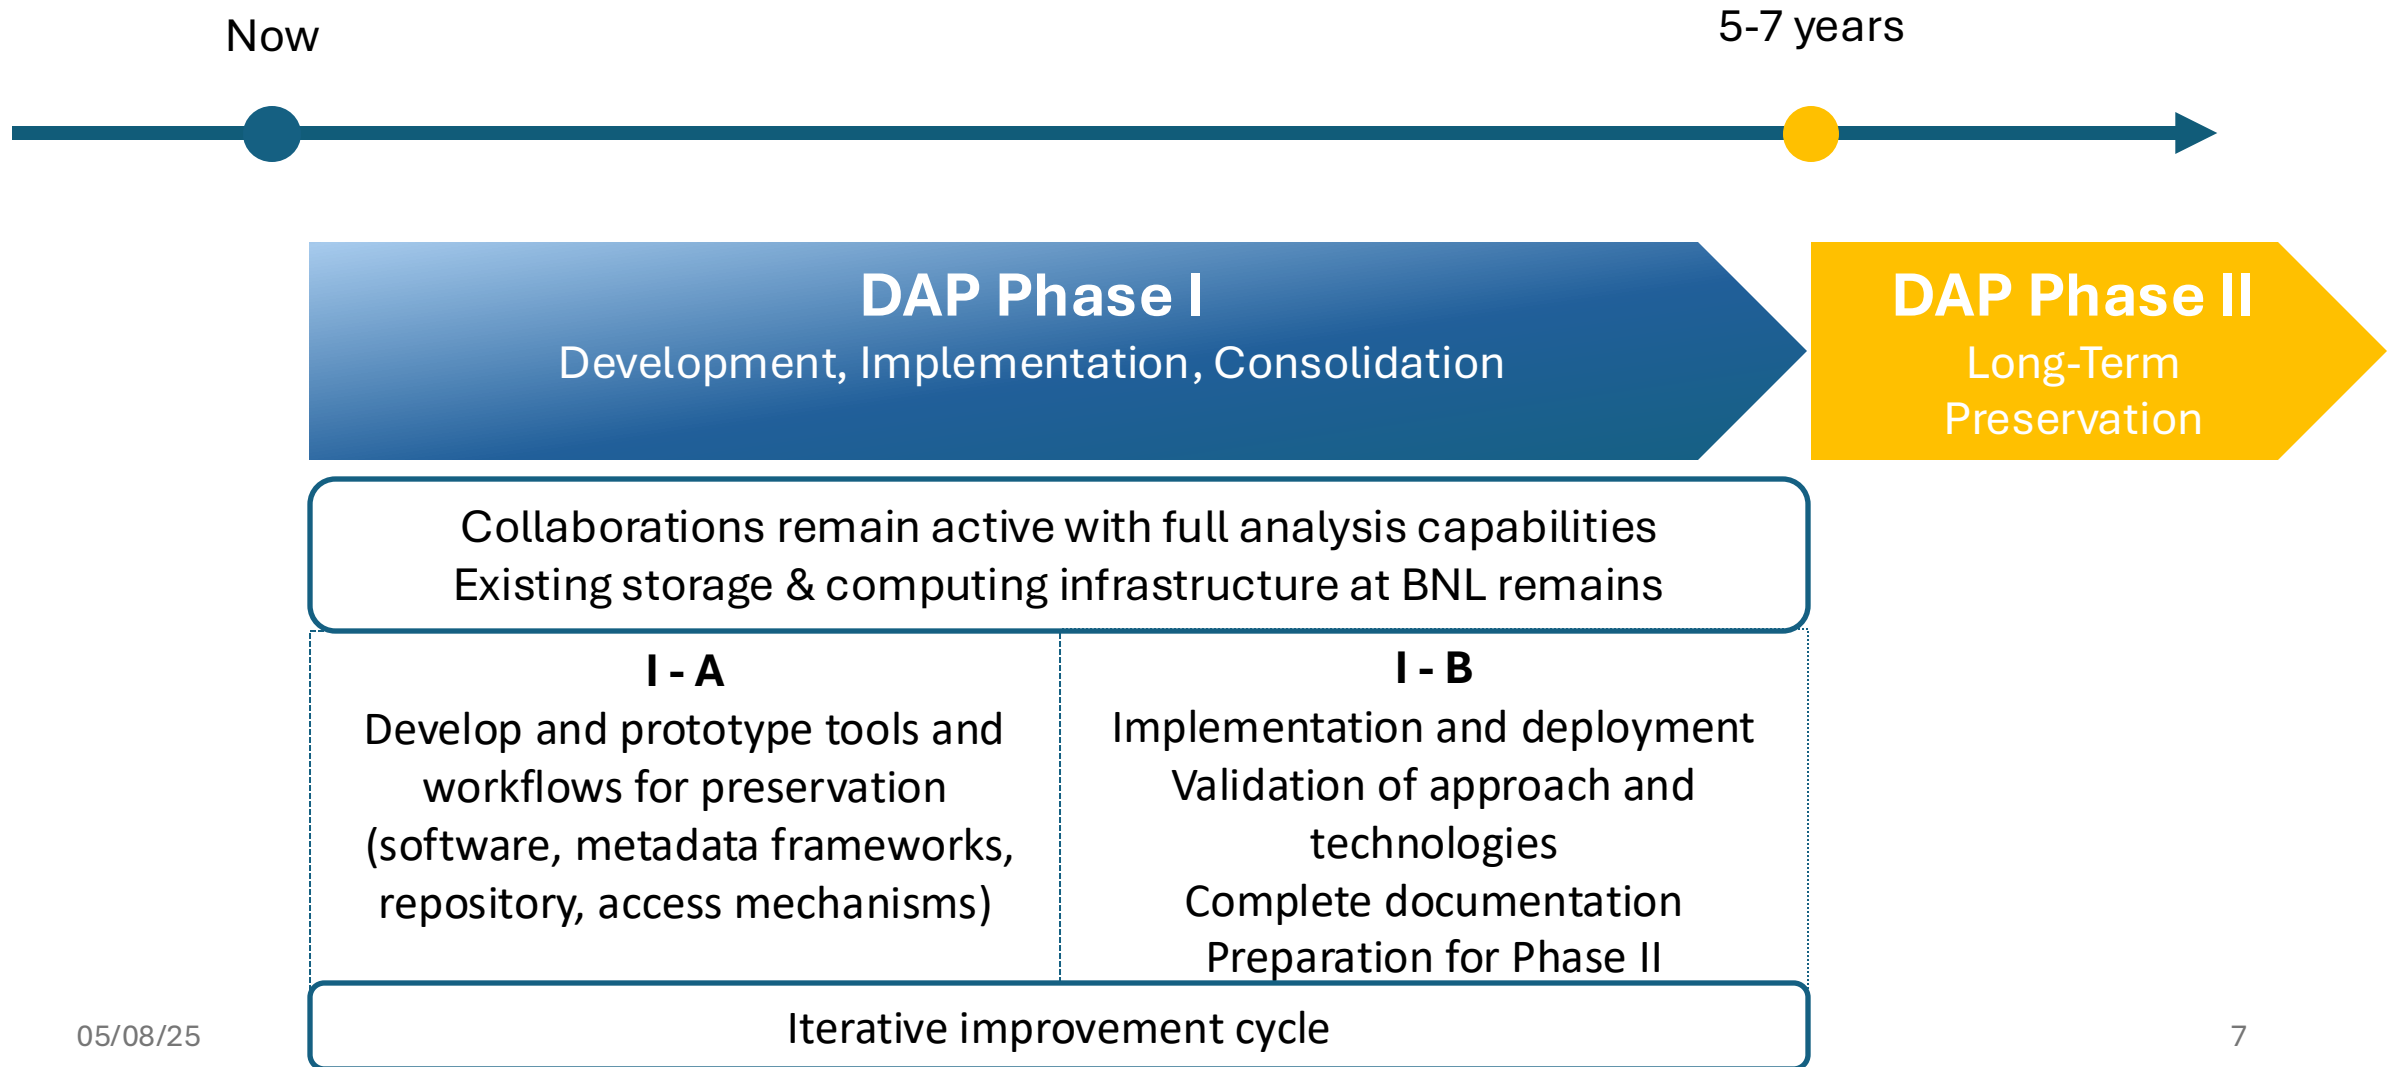 Now
5-7 years
DAP Phase I
Development, Implementation, Consolidation
DAP Phase II
Long-Term
Preservation
Collaborations remain active with full analysis capabilities
Existing storage & computing infrastructure at BNL remains
I - A
Develop and prototype tools and
workflows for preservation
(software, metadata frameworks,
repository, access mechanisms)
I - B
Implementation and deployment
Validation of approach and
technologies
Complete documentation
Preparation for Phase II
Iterative improvement cycle
05/08/25
7